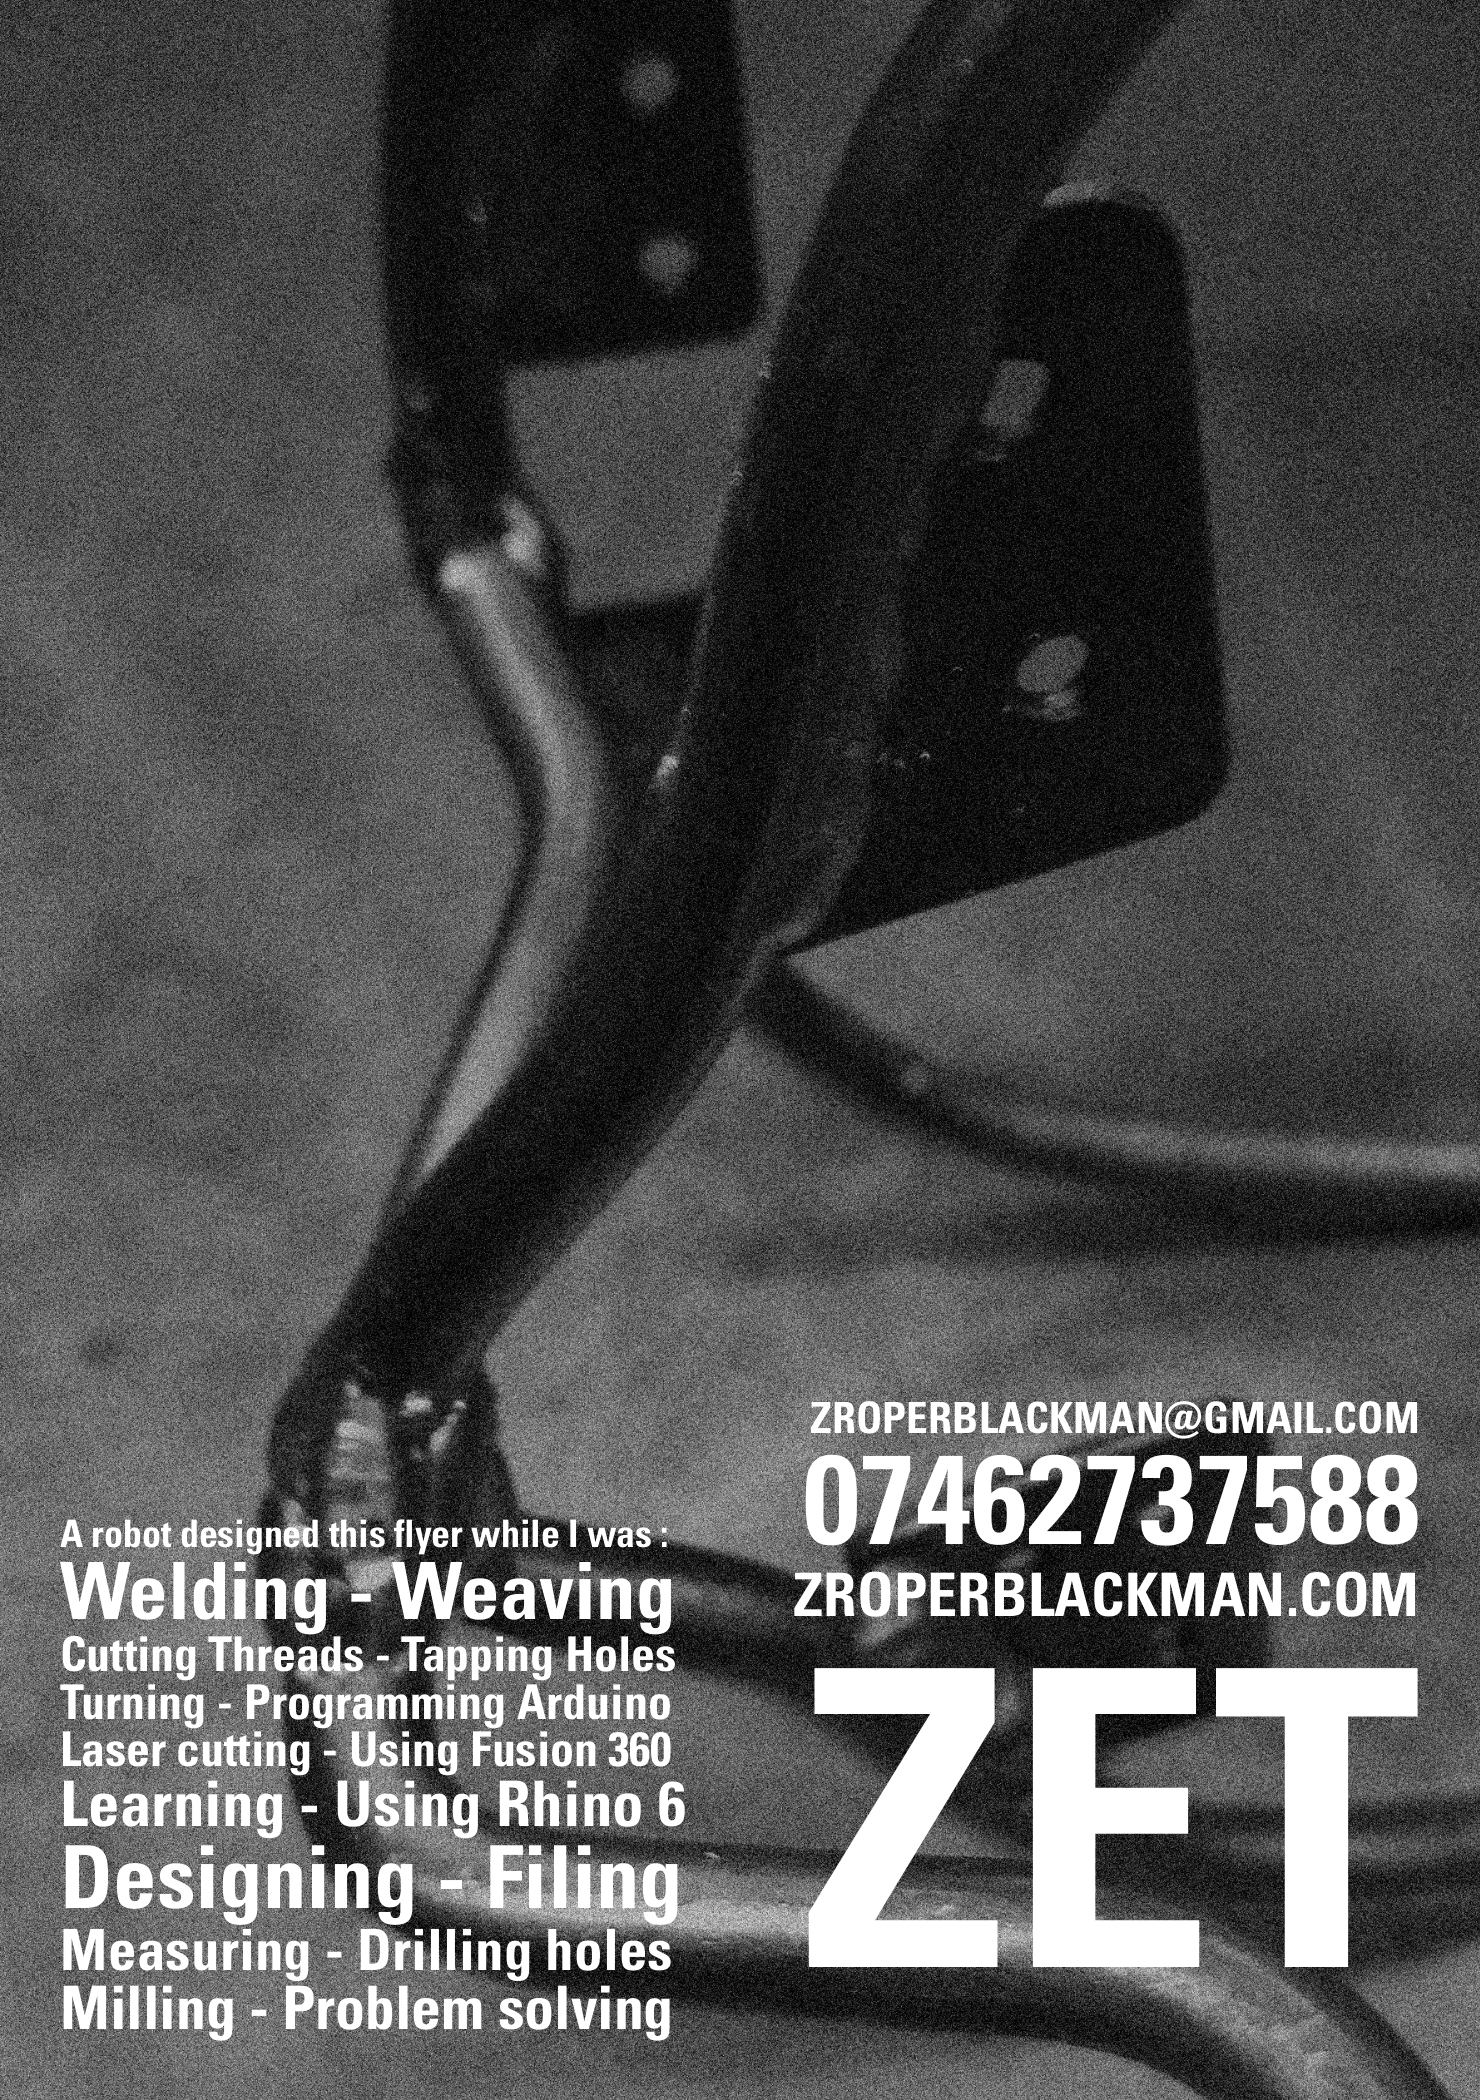 ZROPERBLACKMAN@GMAIL.COM
07462737588
ZROPERBLACKMAN.COM
ZET
A robot designed this flyer while I was :
Welding - Weaving
Cutting Threads - Tapping Holes
Turning - Programming Arduino
Laser cutting - Using Fusion 360
Learning - Using Rhino 6
Designing - Filing
Measuring - Drilling holes
Milling - Problem solving